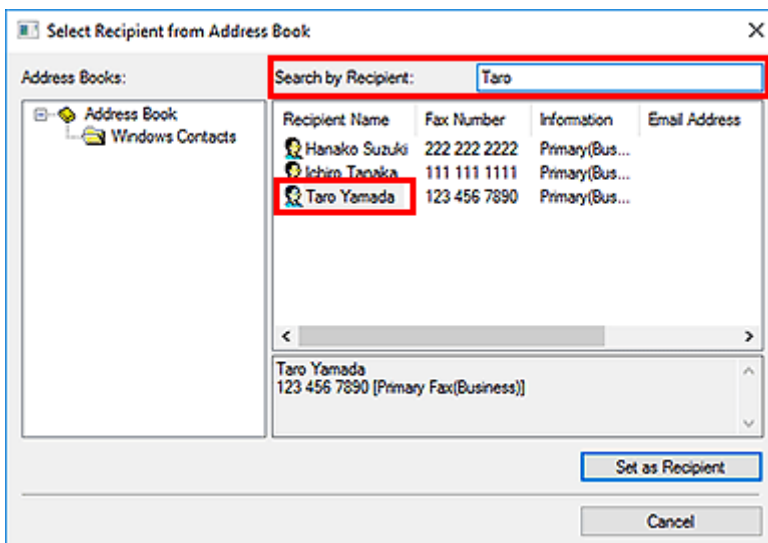 Select Recipient from Address Book
Address Books:
Search by Recipient: Taro
Address Book
Windows Contacts
Recipient Name Fax Number Information Email Address
Hanako Suzuki 222 222 2222 Primary(Bus...
Ichiro Tanaka 111 111 1111 Primary(Bus...
Taro Yamada 123 456 7890 Primary(Bus...
Taro Yamada
123 456 7890 [Primary Fax(Business)]
Set as Recipient
Cancel